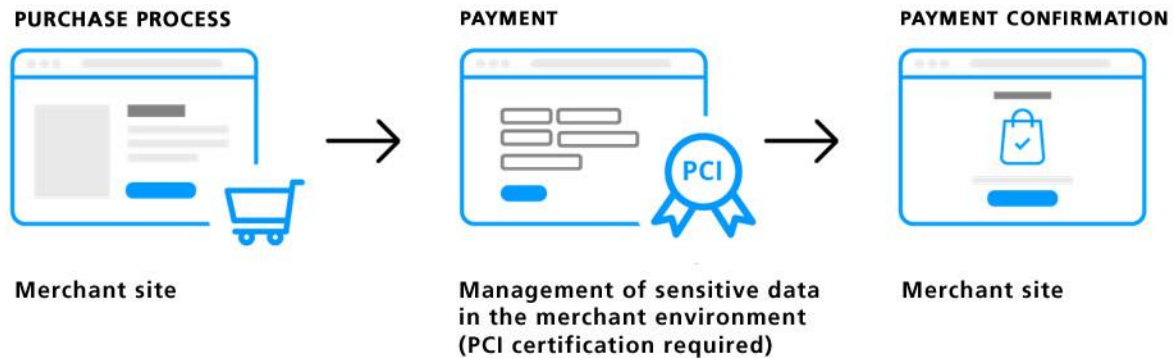 PURCHASE PROCESS
PAYMENT
PAYMENT CONFIRMATION
PCI
Merchant site
Management of sensitive data
in the merchant environment
(PCI certification required)
Merchant site